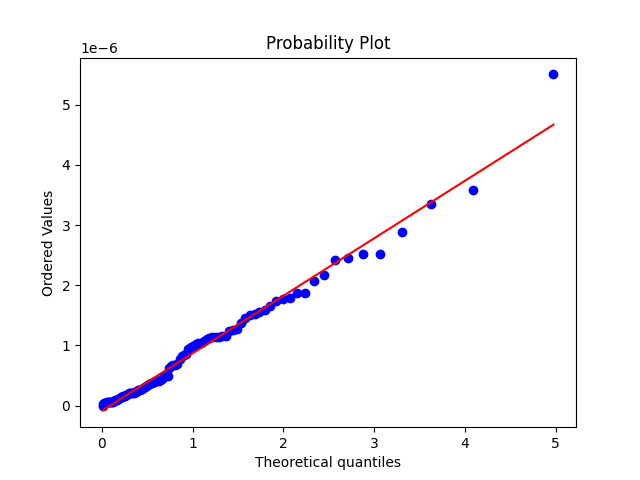 Probability Plot
1e−6
Ordered Values
5
4
3
2
1
0
0 1 2 3 4 5
Theoretical quantiles